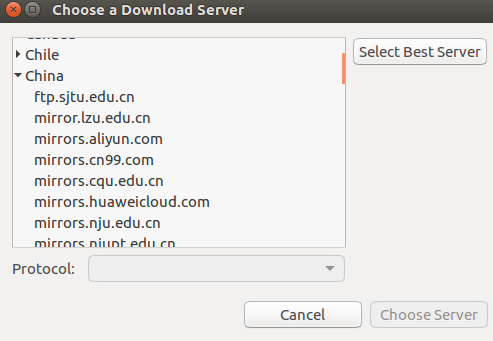 Choose a Download Server
Chile
China
ftp.sjtu.edu.cn
mirror.lzu.edu.cn
mirrors.aliyun.com
mirrors.cn99.com
mirrors.cqu.edu.cn
mirrors.huaweicloud.com
mirrors.nju.edu.cn
mirrors.njupt.edu.cn
Select Best Server
Protocol:
Cancel
Choose Server